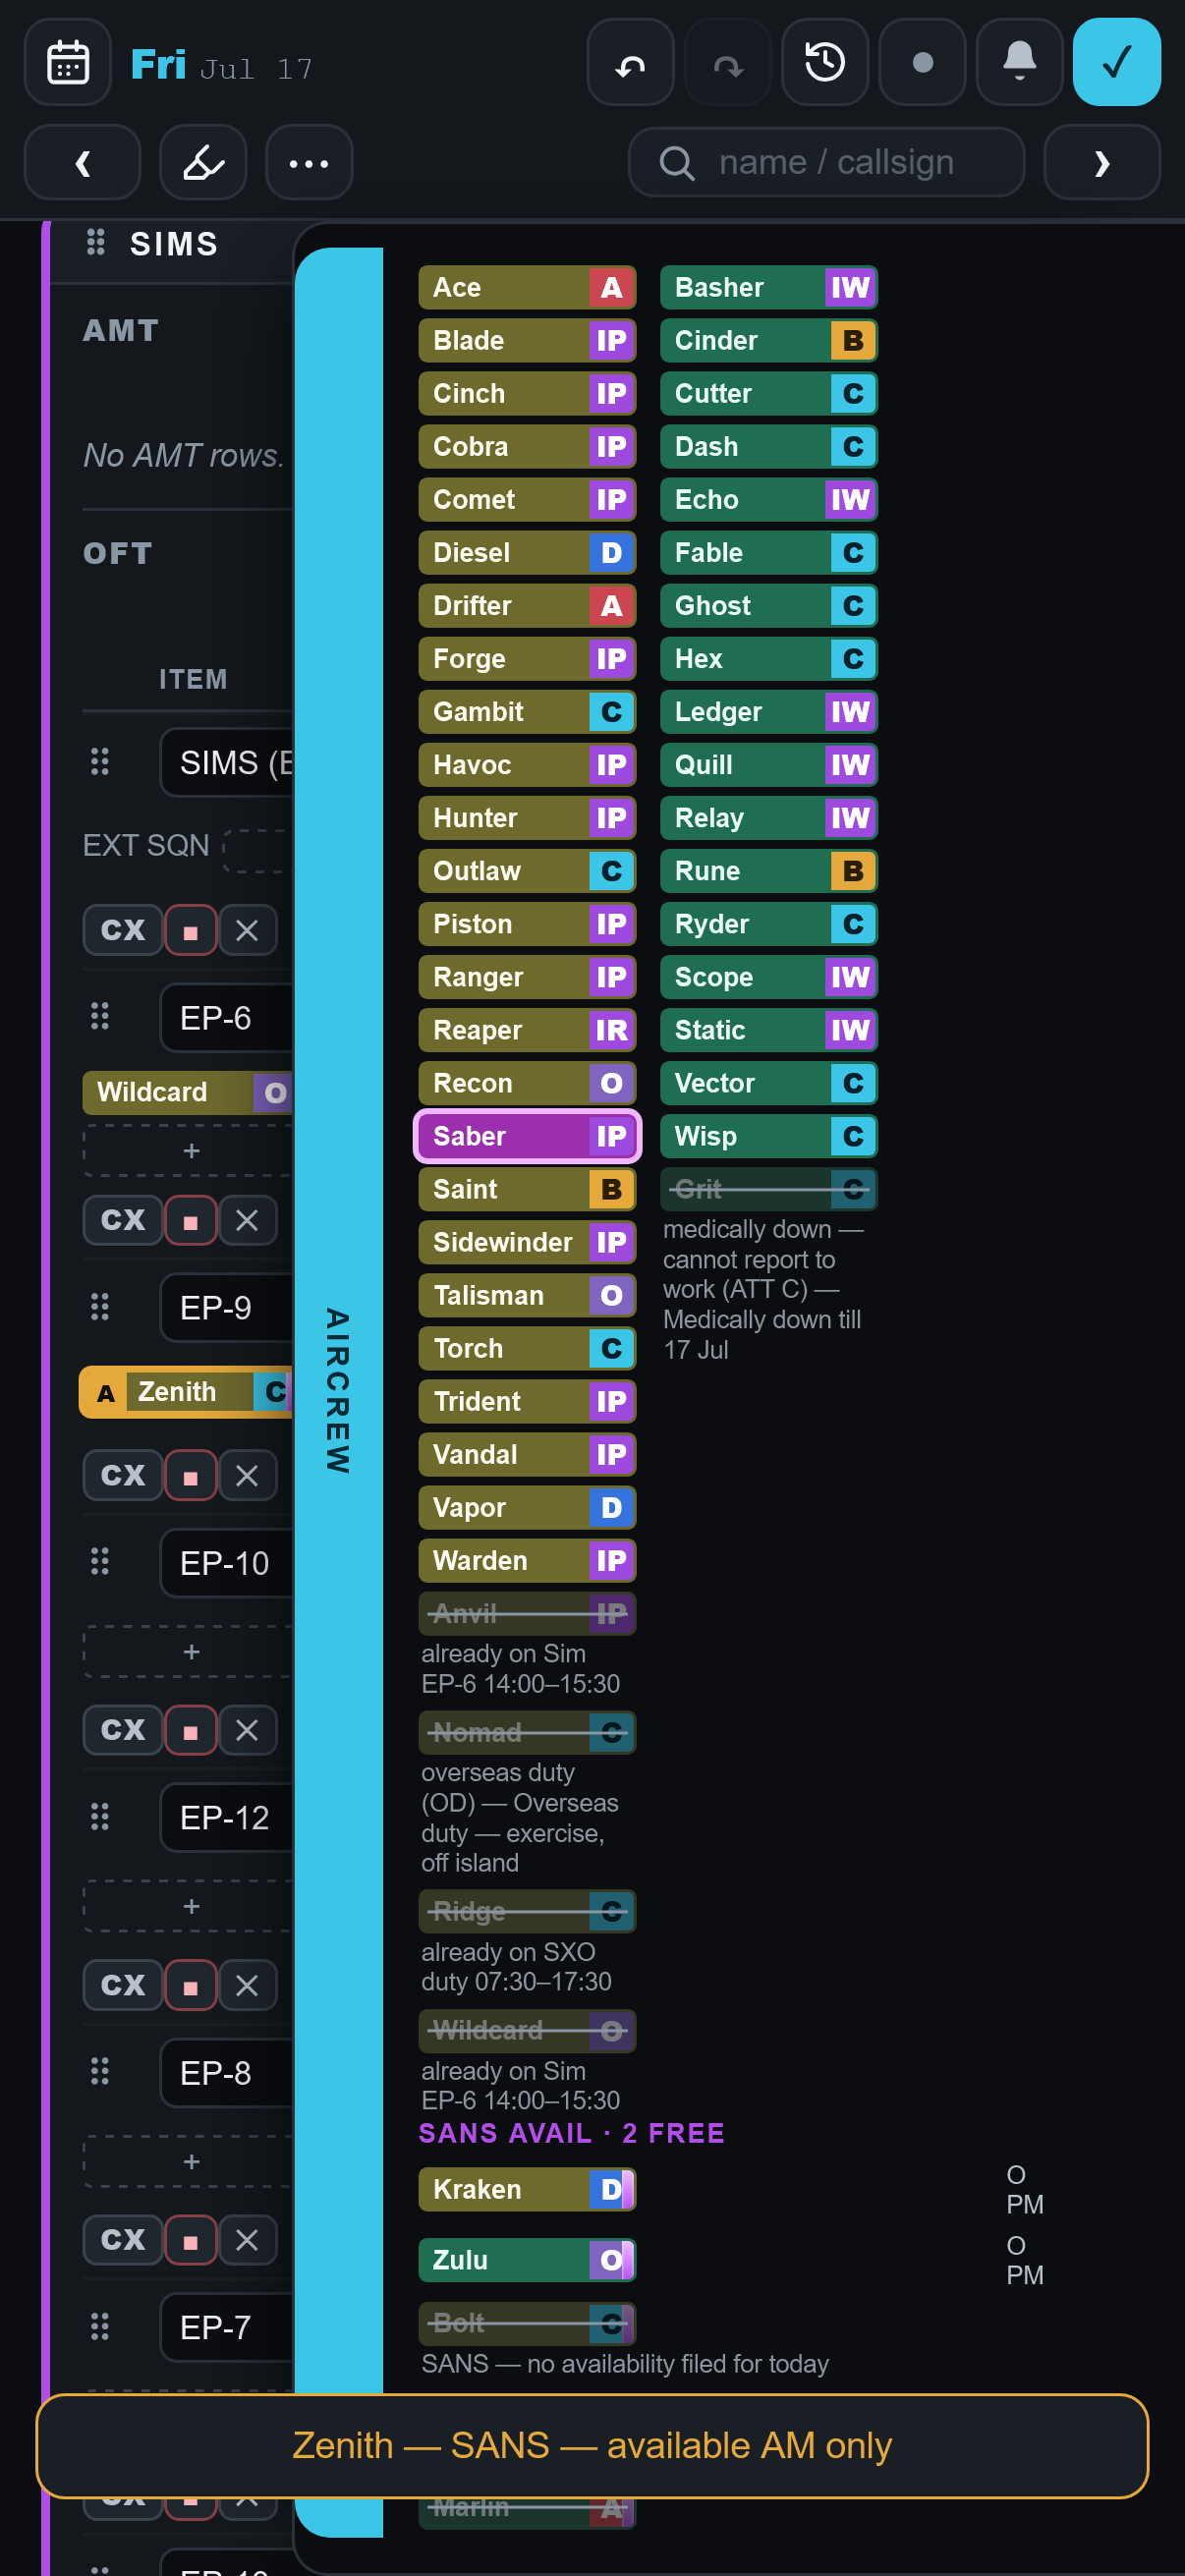 Fri Jul 17
name / callsign
SIMS
AMT
No AMT rows.
OFT
ITEM
SIMS (
EXT SQN
CX
EP-6
Wildcard O
+
CX
EP-9
A Zenith C
CX
EP-10
+
CX
EP-12
+
CX
EP-8
+
CX
EP-7
AIRCREW
Ace A
Blade IP
Cinch IP
Cobra IP
Comet IP
Diesel D
Drifter A
Forge IP
Gambit C
Havoc IP
Hunter IP
Outlaw C
Piston IP
Ranger IP
Reaper IR
Recon O
Saber IP
Saint B
Sidewinder IP
Talisman O
Torch C
Trident IP
Vandal IP
Vapor D
Warden IP
Anvil IP
already on Sim
EP-6 14:00–15:30
Nomad C
overseas duty
(OD) — Overseas
duty — exercise,
off island
Ridge C
already on SXO
duty 07:30–17:30
Wildcard O
already on Sim
EP-6 14:00–15:30
Basher IW
Cinder B
Cutter C
Dash C
Echo IW
Fable C
Ghost C
Hex C
Ledger IW
Quill IW
Relay IW
Rune B
Ryder C
Scope IW
Static IW
Vector C
Wisp C
Grit C
medically down —
cannot report to
work (ATT C) —
Medically down till
17 Jul
SANS AVAIL · 2 FREE
Kraken D
O
PM
Zulu O
O
PM
Bolt C
SANS — no availability filed for today
Zenith — SANS — available AM only
Marlin A